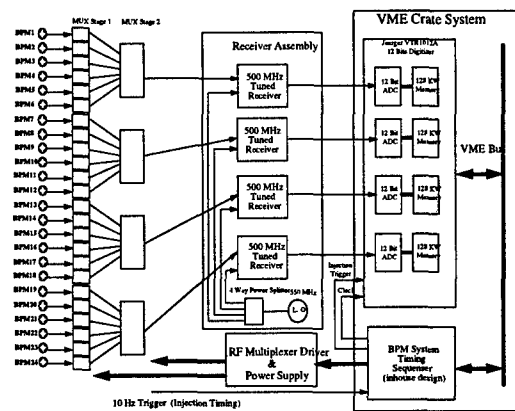 MUX Stage 1
MUX Stage 2
VME Crate System
BPM1
BPM2
BPM3
BPM4
BPM5
BPM6
BPM7
BPM8
BPM9
BPM10
BPM11
BPM12
BPM13
BPM14
BPM15
BPM16
BPM17
BPM18
BPM19
BPM20
BPM21
BPM22
BPM23
BPM24
Receiver Assembly
500 MHz
Tuned
Receiver
500 MHz
Tuned
Receiver
500 MHz
Tuned
Receiver
500 MHz
Tuned
Receiver
4 Way Power Splitter
550 MHz
L. O
Joerger VTR1012A
12 Bits Digitizer
12 Bit
ADC
128 KW
Memory
12 Bit
ADC
128 KW
Memory
12 Bit
ADC
128 KW
Memory
12 Bit
ADC
128 KW
Memory
VME Bu
Injection
Trigger
Clock
RF Multiplexer Driver
&
Power Supply
BPM System
Timing
Sequenser
(inhouse design)
10 Hz Trigger (Injection Timing)